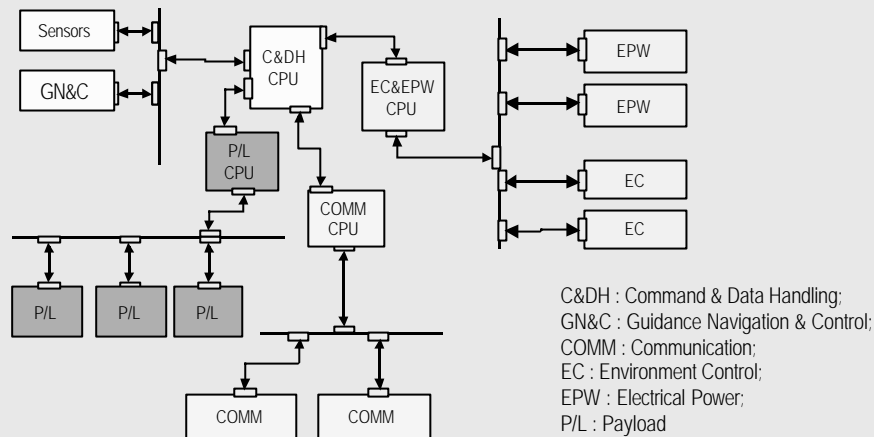 Sensors
GN&C
C&DH
CPU
EC&EPW
CPU
EPW
EPW
EC
EC
P/L
CPU
COMM
CPU
P/L
P/L
P/L
COMM
COMM
C&DH : Command & Data Handling;
GN&C : Guidance Navigation & Control;
COMM : Communication;
EC : Environment Control;
EPW : Electrical Power;
P/L : Payload